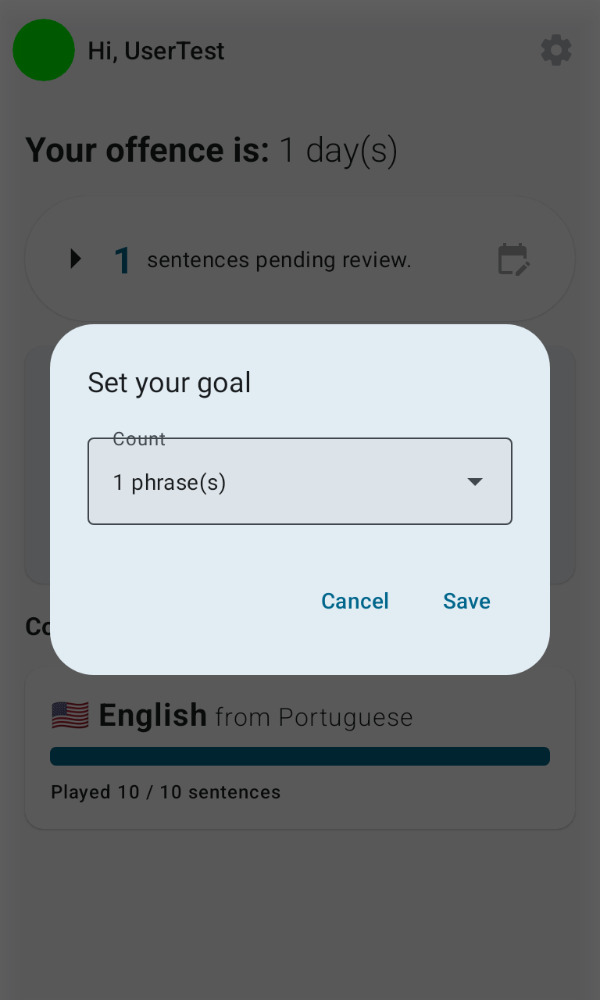 Hi, UserTest
Your offence is: 1 day(s)
1 sentences pending review.
Set your goal
Count
1 phrase(s)
Cancel Save
English from Portuguese
Played 10 / 10 sentences